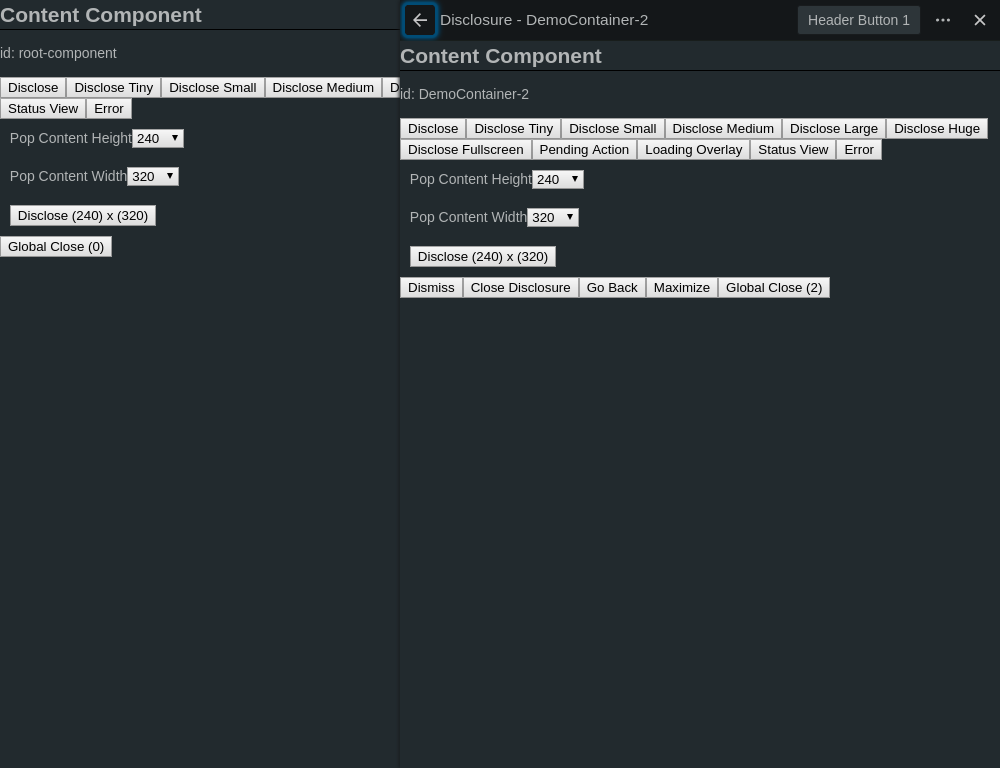 Content Component
id: root-component
Disclose Disclose Tiny Disclose Small Disclose Medium D
Status View Error
Pop Content Height 240
Pop Content Width 320
Disclose (240) x (320)
Global Close (0)
Disclosure - DemoContainer-2 Header Button 1
Content Component
id: DemoContainer-2
Disclose Disclose Tiny Disclose Small Disclose Medium Disclose Large Disclose Huge
Disclose Fullscreen Pending Action Loading Overlay Status View Error
Pop Content Height 240
Pop Content Width 320
Disclose (240) x (320)
Dismiss Close Disclosure Go Back Maximize Global Close (2)